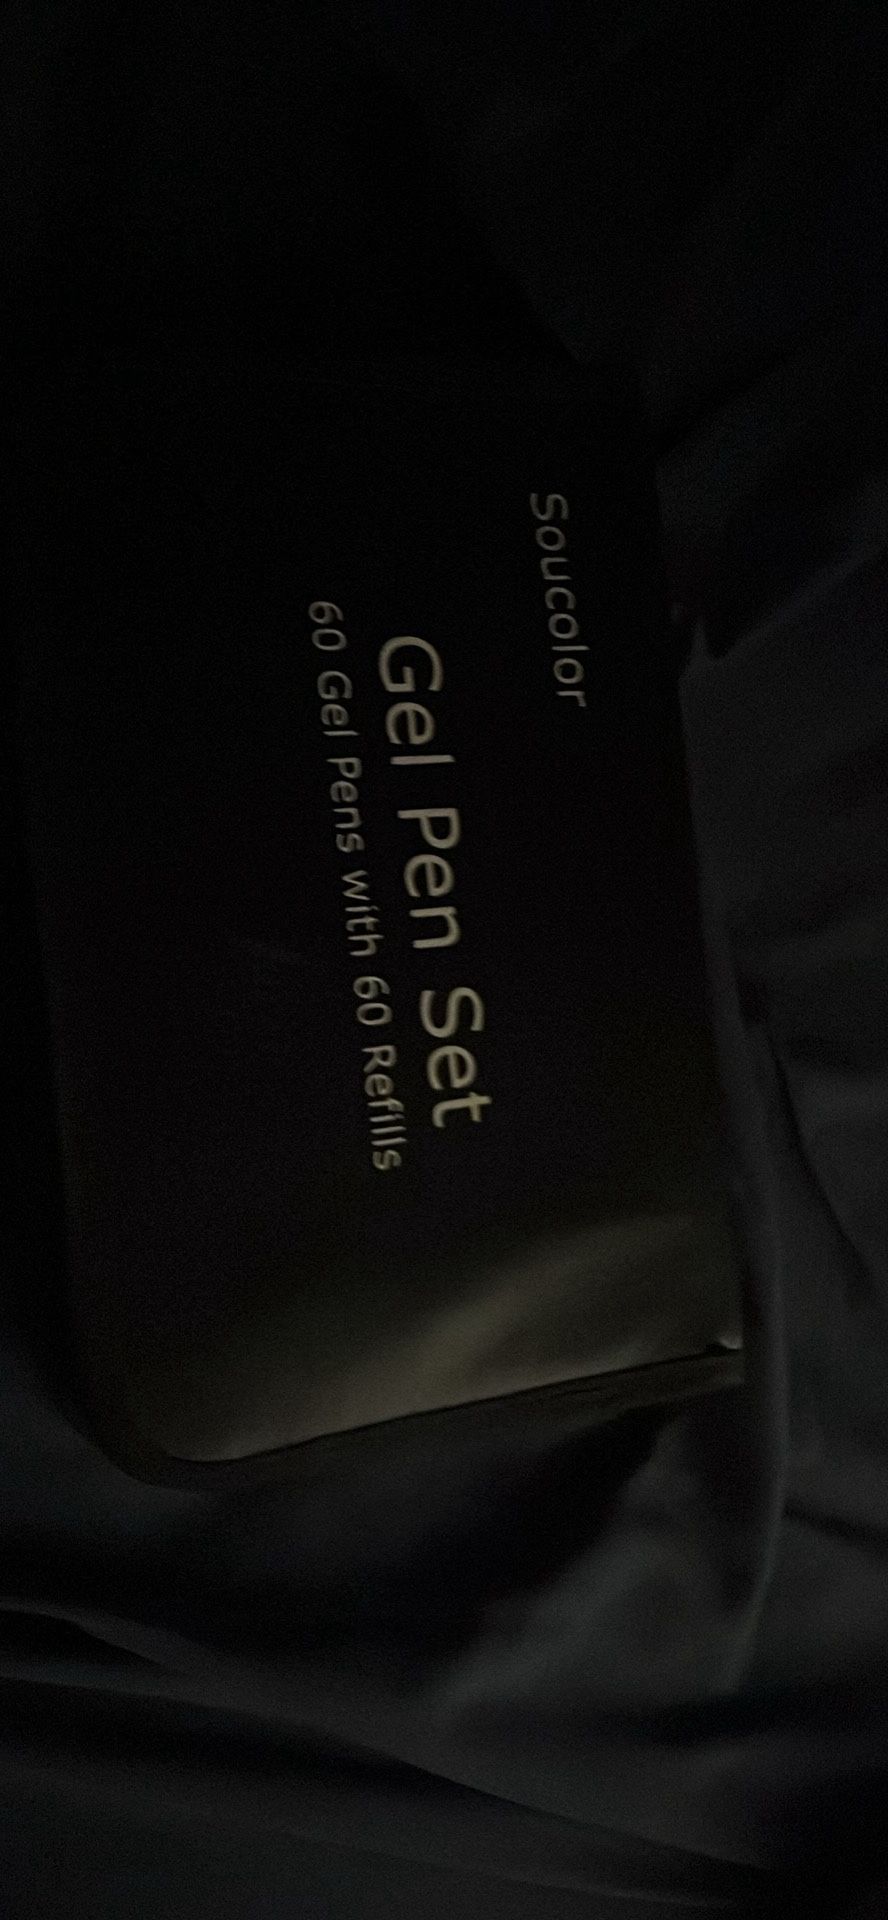 Soucolor
Gel Pen Set
60 Gel Pens with 60 Refills